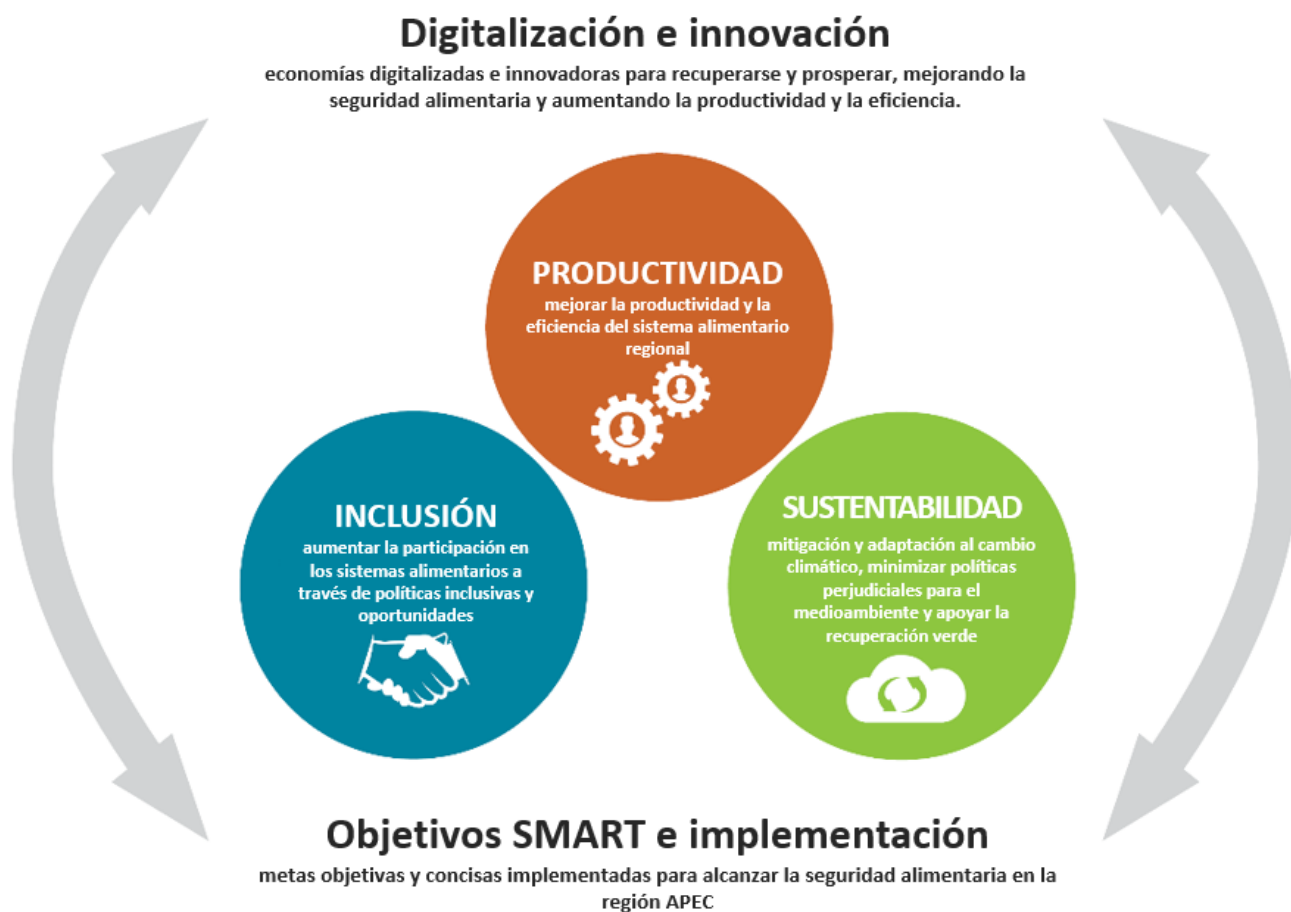 Digitalización e innovación
economías digitalizadas e innovadoras para recuperarse y prosperar, mejorando la
seguridad alimentaria y aumentando la productividad y la eficiencia.
PRODUCTIVIDAD
mejorar la productividad y la
eficiencia del sistema alimentario
regional
INCLUSIÓN
aumentar la participación en
los sistemas alimentarios a
través de políticas inclusivas y
oportunidades
SUSTENTABILIDAD
mitigación y adaptación al cambio
climático, minimizar políticas
perjudiciales para el
medioambiente y apoyar la
recuperación verde
Objetivos SMART e implementación
metas objetivas y concisas implementadas para alcanzar la seguridad alimentaria en la
región APEC